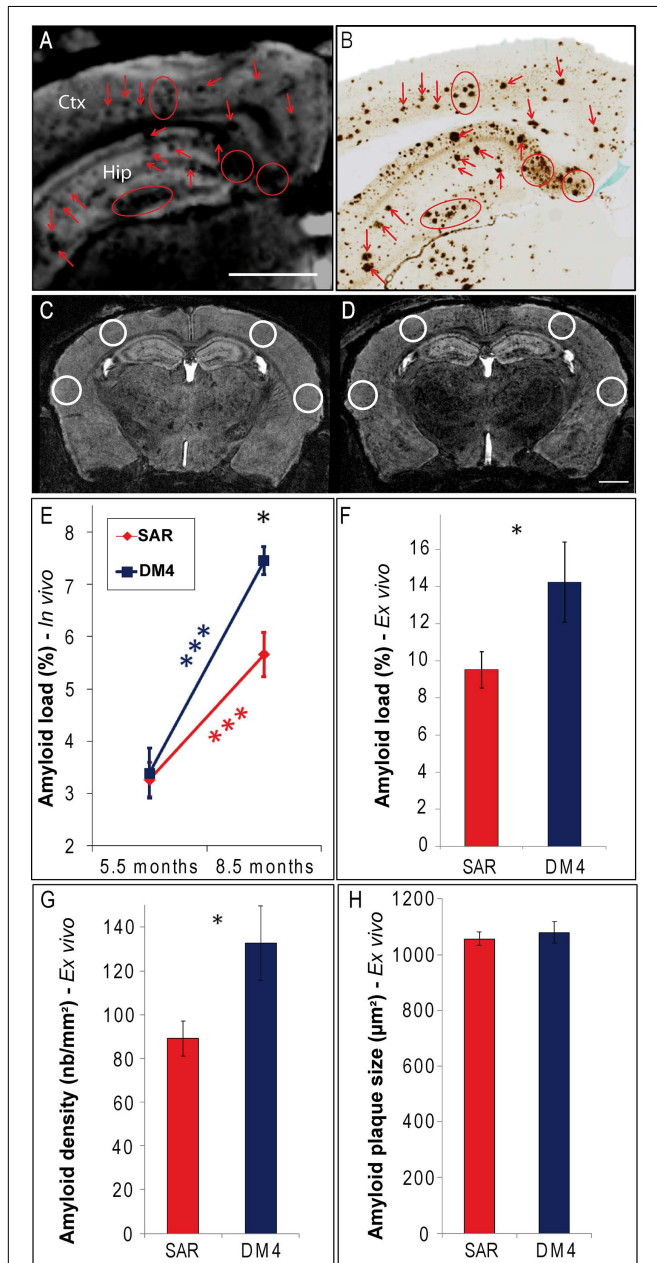 A
Ctx
Hip
B
C
D
E
*
SAR
DM4
***
***
Amyloid load (%) - In vivo
8
7
6
5
4
3
2
5.5 months
8.5 months
F
*
Amyloid load (%) - Ex vivo
16
14
12
10
8
6
4
2
0
SAR
DM4
G
*
Amyloid density (nb/mm²) - Ex vivo
140
120
100
80
60
40
20
0
SAR
DM4
H
Amyloid plaque size (µm²) - Ex vivo
1200
1000
800
600
400
200
0
SAR
DM4